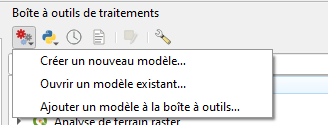 Boîte à outils de traitements
Créer un nouveau modèle...
Ouvrir un modèle existant...
Ajouter un modèle à la boîte à outils...
Analyse de terrain raster